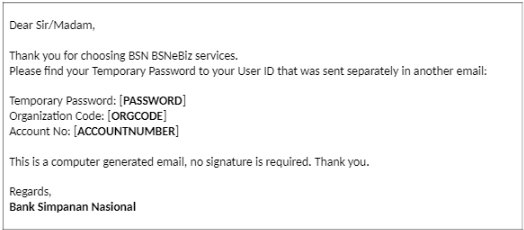 Dear Sir/Madam,
Thank you for choosing BSN BSNeBiz services.
Please find your Temporary Password to your User ID that was sent separately in another email:
Temporary Password: [PASSWORD]
Organization Code: [ORGCODE]
Account No: [ACCOUNTNUMBER]
This is a computer generated email, no signature is required. Thank you.
Regards,
Bank Simpanan Nasional